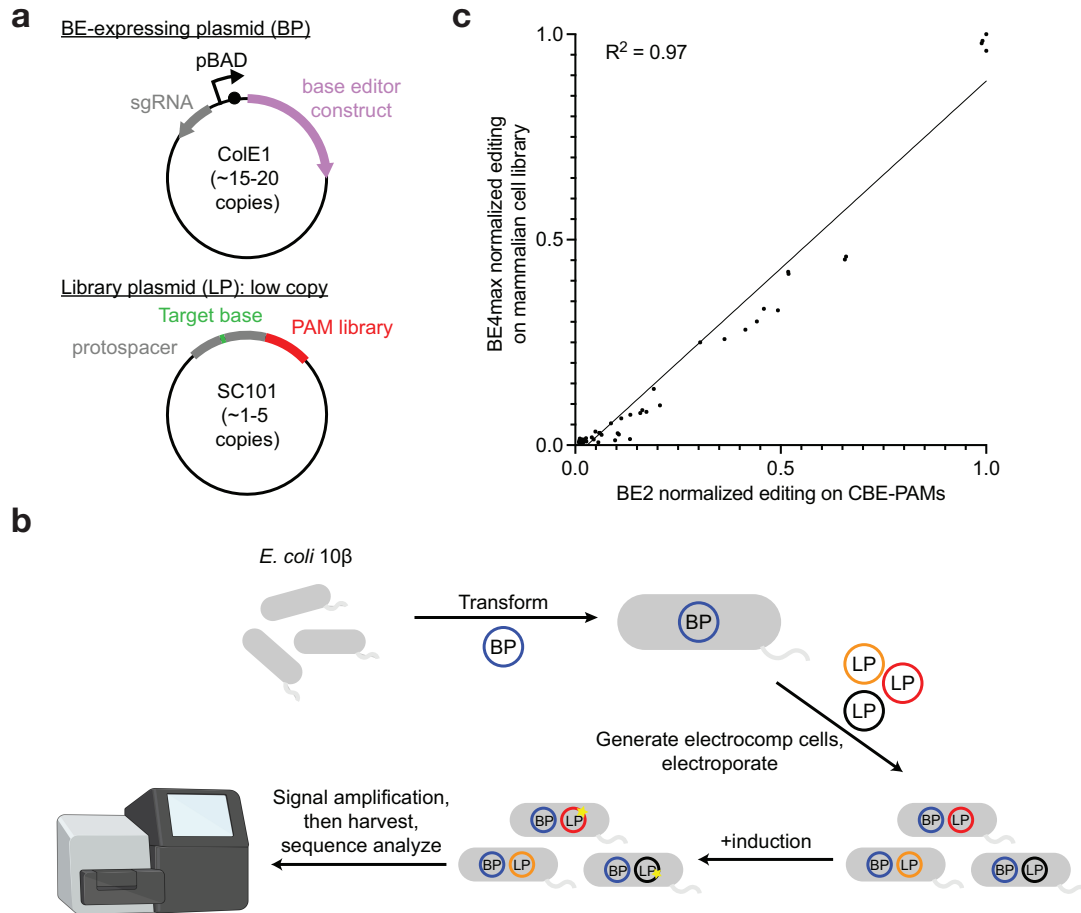 a
BE-expressing plasmid (BP)
pBAD
sgRNA
base editor
construct
ColE1
(~15-20
copies)
Library plasmid (LP): low copy
Target base
PAM library
protospacer
SC101
(~1-5
copies)
c
R² = 0.97
1.0
0.5
0.0
BE4max normalized editing
on mammalian cell library
0.0
0.5
1.0
BE2 normalized editing on CBE-PAMs
b
E. coli 10β
Transform
BP
BP
LP
LP
LP
Generate electrocomp cells,
electroporate
BP LP
BP LP
BP LP
+induction
BP LP
BP LP
BP LP
Signal amplification,
then harvest,
sequence analyze